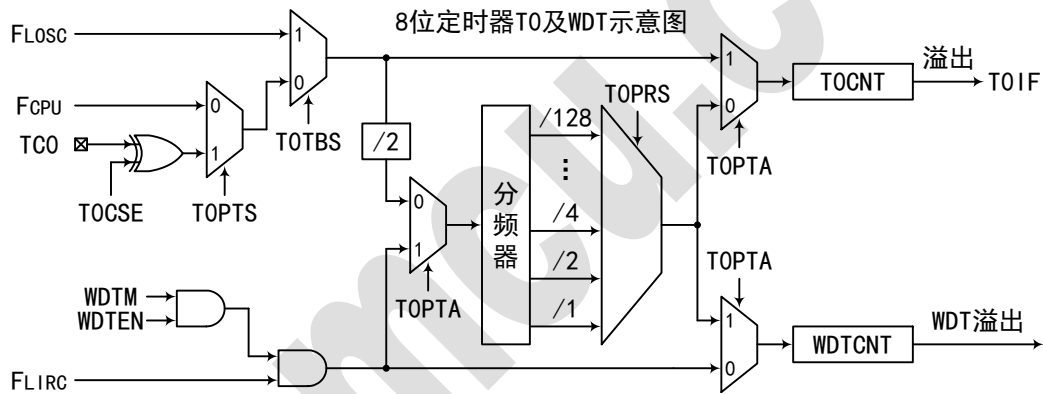 8位定时器T0及WDT示意图
FLOSC
1
0
T0TBS
FCPU
0
TC0
1
T0CSE
T0PTS
/2
0
1
T0PTA
分频器
/128
⋮
/4
/2
/1
T0PRS
1
0
T0PTA
T0CNT
溢出
T0IF
WDTM
WDTEN
FLIRC
T0PTA
1
0
WDTCNT
WDT溢出
mcu.c